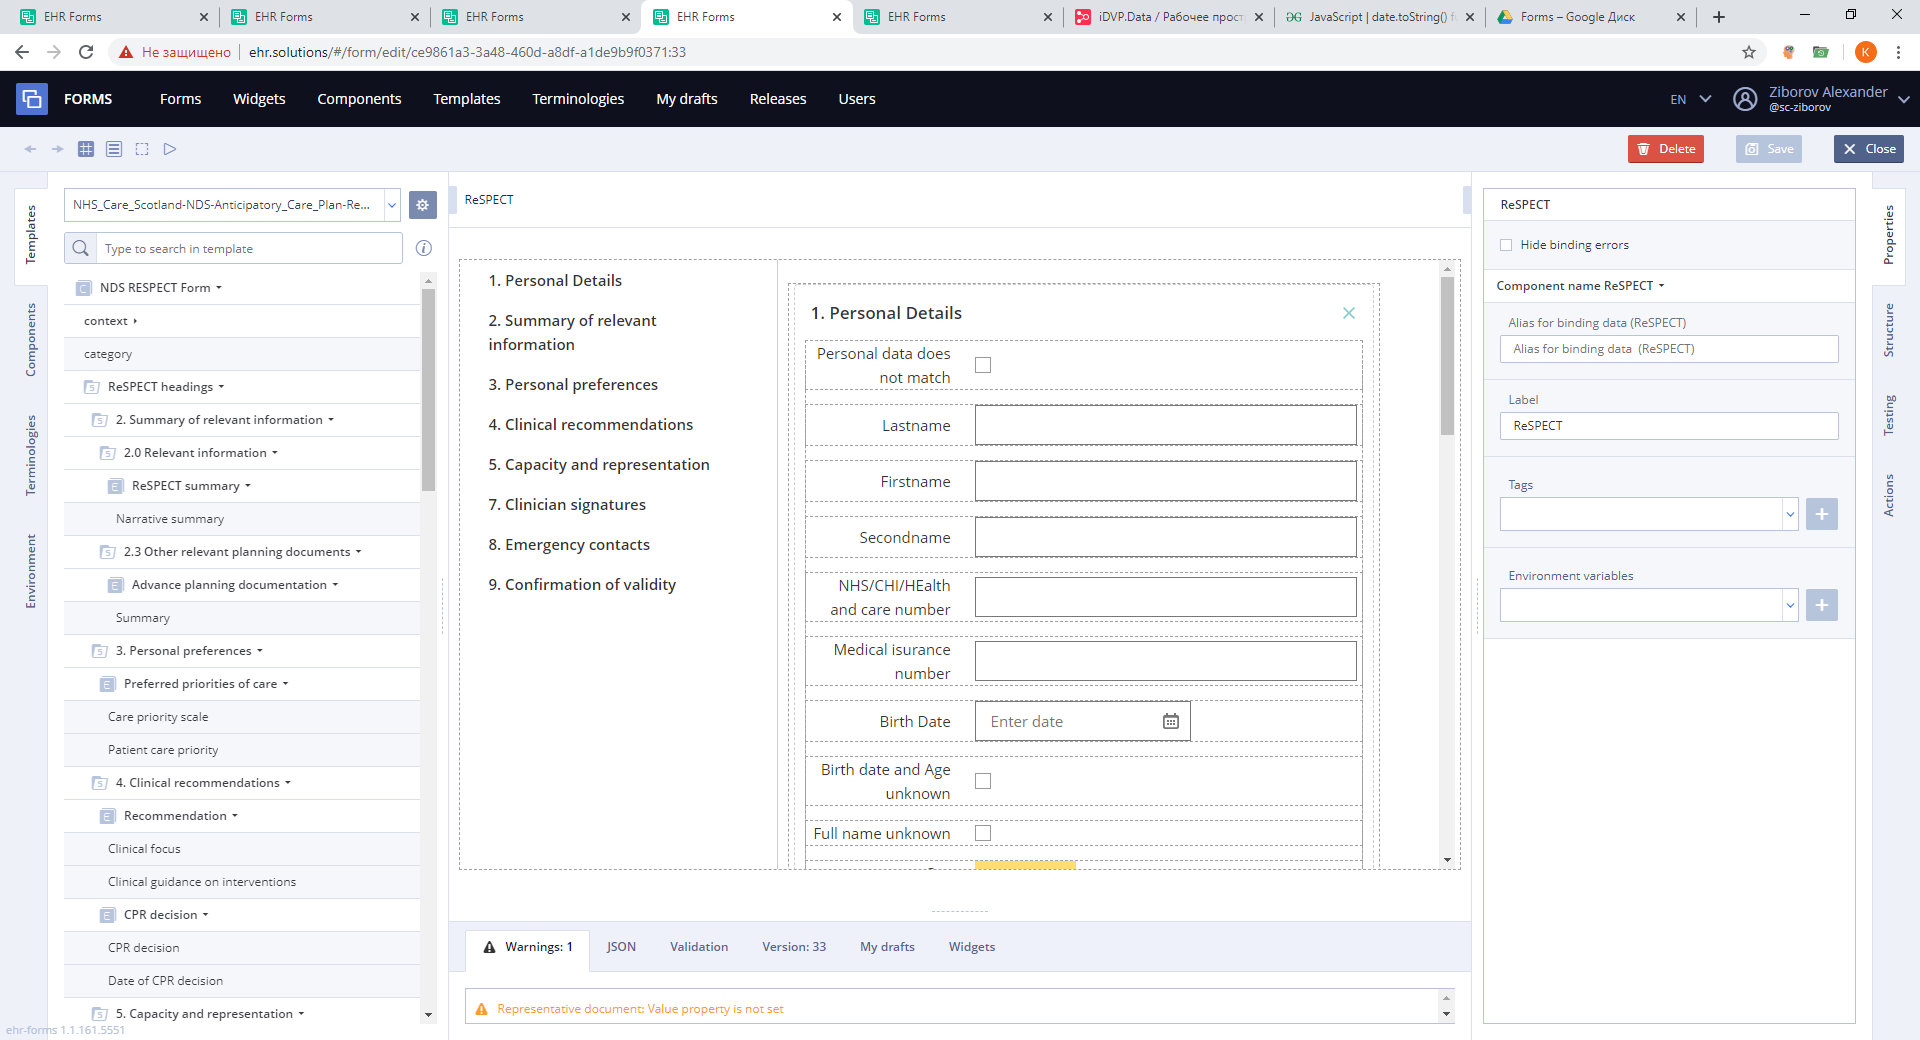 EHR Forms
EHR Forms
EHR Forms
EHR Forms
EHR Forms
iDVP.Data / Рабочее прост
JavaScript | date.toString()
Forms – Google Диск
Не защищено
ehr.solutions/#/form/edit/ce9861a3-3a48-460d-a8df-a1de9b9f0371:33
K
FORMS
Forms
Widgets
Components
Templates
Terminologies
My drafts
Releases
Users
EN
Ziborov Alexander
@sc-ziborov
Delete
Save
Close
Templates
Components
Terminologies
Environment
NHS_Care_Scotland-NDS-Anticipatory_Care_Plan-Re...
Type to search in template
NDS RESPECT Form
context
category
ReSPECT headings
2. Summary of relevant information
2.0 Relevant information
ReSPECT summary
Narrative summary
2.3 Other relevant planning documents
Advance planning documentation
Summary
3. Personal preferences
Preferred priorities of care
Care priority scale
Patient care priority
4. Clinical recommendations
Recommendation
Clinical focus
Clinical guidance on interventions
CPR decision
CPR decision
Date of CPR decision
5. Capacity and representation
ehr-forms 1.1.161.5551
ReSPECT
1. Personal Details
2. Summary of relevant
information
3. Personal preferences
4. Clinical recommendations
5. Capacity and representation
7. Clinician signatures
8. Emergency contacts
9. Confirmation of validity
1. Personal Details
Personal data does
not match
Lastname
Firstname
Secondname
NHS/CHI/HEalth
and care number
Medical isurance
number
Birth Date
Enter date
Birth date and Age
unknown
Full name unknown
Warnings: 1
JSON
Validation
Version: 33
My drafts
Widgets
Representative document: Value property is not set
ReSPECT
Hide binding errors
Component name ReSPECT
Alias for binding data (ReSPECT)
Alias for binding data (ReSPECT)
Label
ReSPECT
Tags
Environment variables
Properties
Structure
Testing
Actions